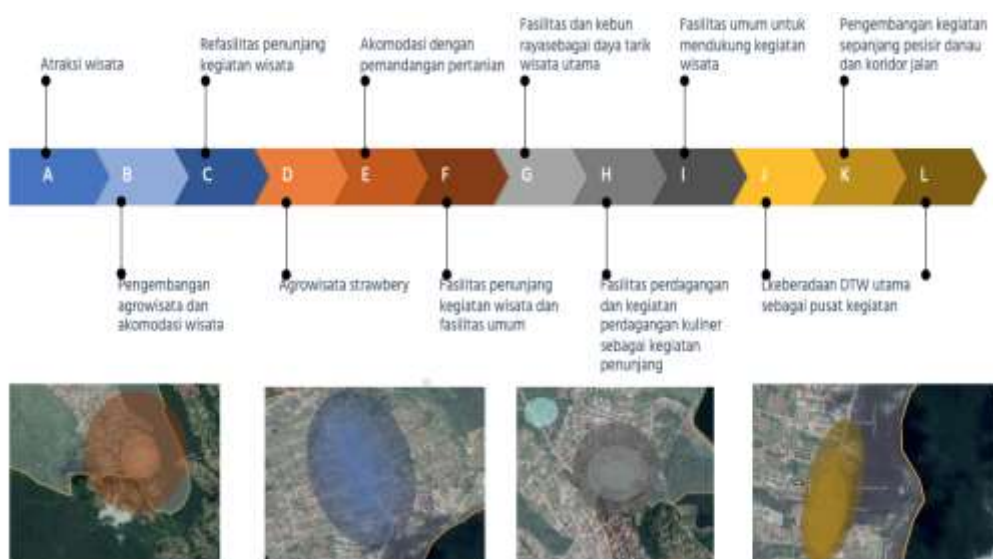 Atraksi wisata
Refasilitas penunjang
kegiatan wisata
Akomodasi dengan
pemandangan pertanian
Fasilitas dan kebun
rayasebagai daya tarik
wisata utama
Fasilitas umum untuk
mendukung kegiatan
wisata
Pengembangan kegiatan
sepanjang pesisir danau
dan koridor jalan
A B C D E F G H I J K L
Pengembangan
agrowisata dan
akomodasi wisata
Agrowisata strawbery
Fasilitas penunjang
kegiatan wisata dan
fasilitas umum
Fasilitas perdagangan
dan kegiatan
perdagangan kuliner
sebagai kegiatan
penunjang
Lkeberadaan DTW utama
sebagai pusat kegiatan